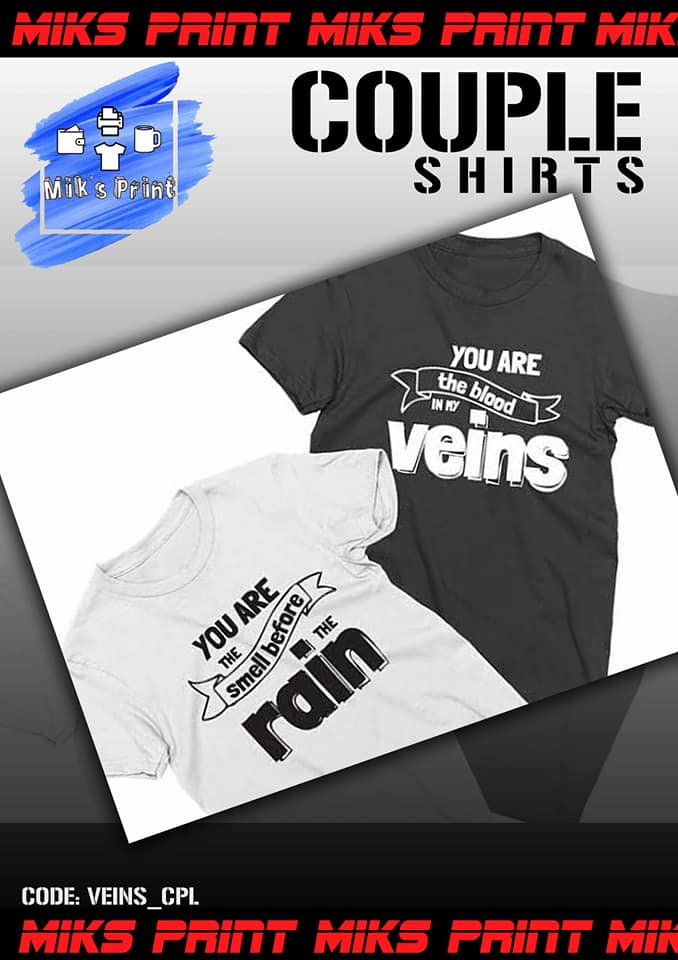 MIKS PRINT MIKS PRINT MIK
Mik's Print
COUPLE
SHIRTS
YOU ARE
the blood
IN MY
veins
YOU ARE
THE
smell before
THE
rain
CODE: VEINS_CPL
MIKS PRINT MIKS PRINT MIK